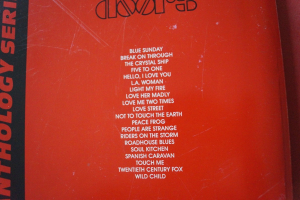 DOORS
ANTHOLOGY SERI
BLUE SUNDAY
BREAK ON THROUGH
THE CRYSTAL SHIP
FIVE TO ONE
HELLO, I LOVE YOU
L.A. WOMAN
LIGHT MY FIRE
LOVE HER MADLY
LOVE ME TWO TIMES
LOVE STREET
NOT TO TOUCH THE EARTH
PEACE FROG
PEOPLE ARE STRANGE
RIDERS ON THE STORM
ROADHOUSE BLUES
SOUL KITCHEN
SPANISH CARAVAN
TOUCH ME
TWENTIETH CENTURY FOX
WILD CHILD